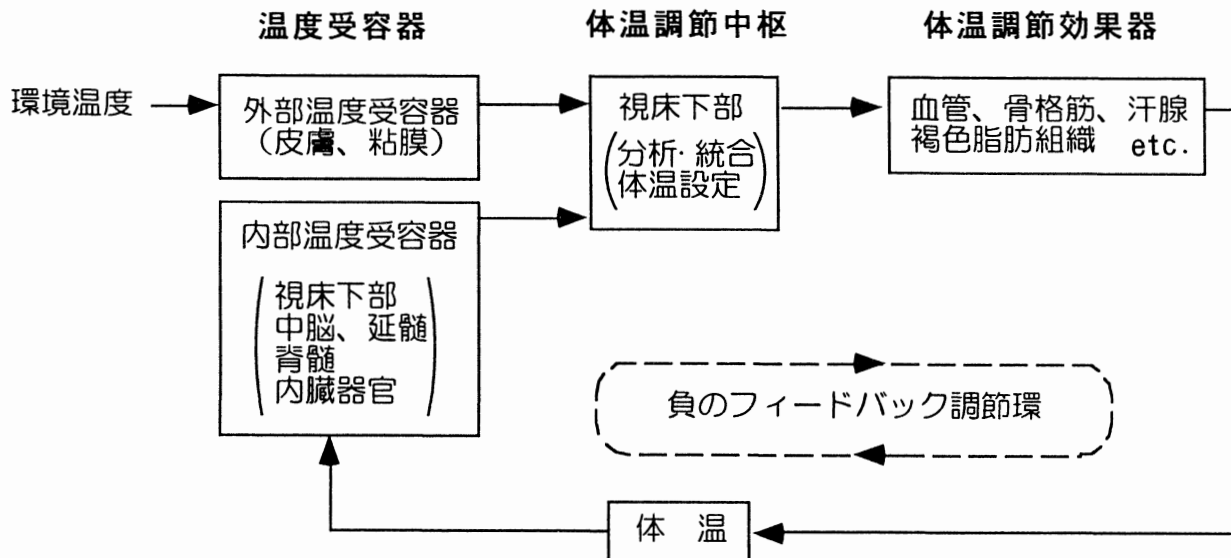 温度受容器
体温調節中枢
体温調節効果器
環境温度
外部温度受容器
(皮膚、粘膜)
視床下部
(分析・統合
体温設定)
血管、骨格筋、汗腺
褐色脂肪組織 etc.
内部温度受容器
(視床下部
中脳、延髄
脊髄
内臓器官)
負のフィードバック調節環
体 温